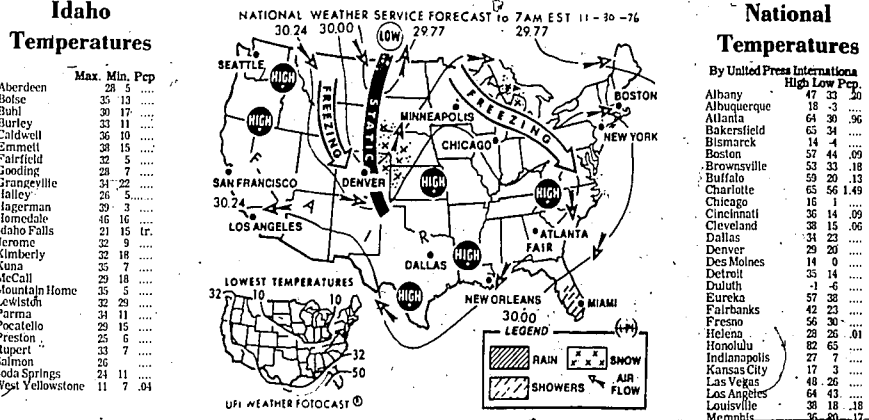 Idaho
Temperatures
Max. Min. Pcp
Aberdeen 28 5 ....
Boise 35 13 ....
Buhl 30 17 ....
Burley 33 11 ....
Caldwell 36 10 ....
Emmett 38 15 ....
Fairfield 32 5 ....
Gooding 28 7 ....
Grangeville 34 22 ....
Hailey 26 5 ....
Hagerman 39 3 ....
Homedale 46 16 ....
Idaho Falls 21 15 tr.
Jerome 32 9 ....
Kimberly 32 18 ....
Kuna 35 7 ....
McCall 29 18 ....
Mountain Home 35 5 ....
Lewiston 32 29 ....
Parma 34 11 ....
Pocatello 29 15 ....
Preston 25 6 ....
Rupert 33 7 ....
Salmon 26
Soda Springs 24 11 ....
West Yellowstone 11 7 .04
NATIONAL WEATHER SERVICE FORECAST to 7AM EST 11-30-76
30.24 30.00 LOW 29.77 29.77
SEATTLE
HIGH
HIGH
FREEZING
STATIC
FREEZING
MINNEAPOLIS
BOSTON
NEW YORK
CHICAGO
SAN FRANCISCO
DENVER
HIGH
HIGH
30.24
F A I R
LOS ANGELES
ATLANTA
FAIR
DALLAS
HIGH
HIGH
NEW ORLEANS
MIAMI
30.00
LOWEST TEMPERATURES
32 10 10
32
50
LEGEND
RAIN
SNOW
SHOWERS
AIR
FLOW
UPI WEATHER FOTOCAST ®
National
Temperatures
By United Press Internationa
High Low Pcp.
Albany 47 33 .20
Albuquerque 18 -3 ....
Atlanta 64 30 .96
Bakersfield 65 34 ....
Bismarck 14 -4 ....
Boston 57 44 .09
Brownsville 53 33 .18
Buffalo 59 20 .13
Charlotte 65 56 1.49
Chicago 16 1 ....
Cincinnati 36 14 .09
Cleveland 38 15 .06
Dallas 34 23 ....
Denver 29 20 ....
Des Moines 14 0 ....
Detroit 35 14 ....
Duluth -1 -6 ....
Eureka 57 38 ....
Fairbanks 42 23 ....
Fresno 56 30 ....
Helena 28 26 .01
Honolulu 82 65 ....
Indianapolis 27 7 ....
Kansas City 17 3 ....
Las Vegas 48 26 ....
Los Angeles 64 43 ....
Louisville 38 18 .18
Memphis 36 20 .17